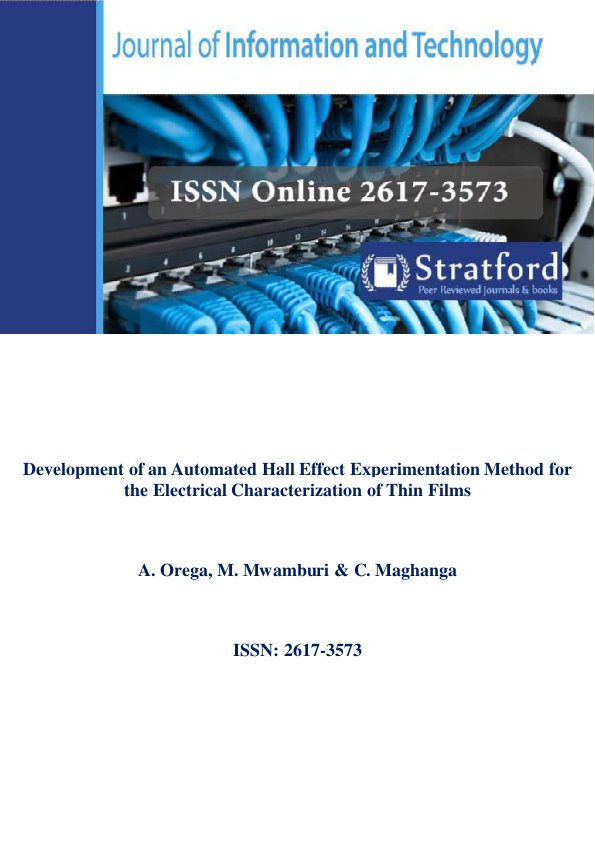 Journal of Information and Technology
ISSN Online 2617-3573
Stratford
Peer Reviewed Journals & books
Development of an Automated Hall Effect Experimentation Method for
the Electrical Characterization of Thin Films
A. Orega, M. Mwamburi & C. Maghanga
ISSN: 2617-3573